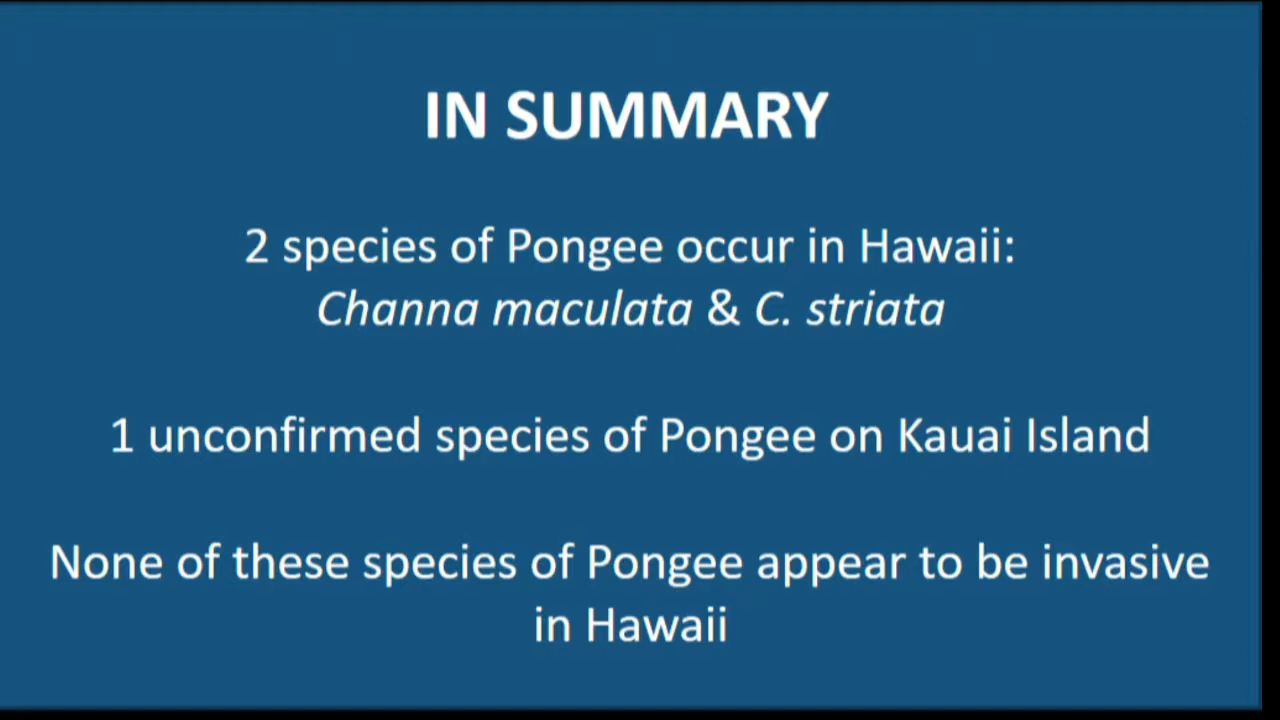 IN SUMMARY
2 species of Pongee occur in Hawaii:
Channa maculata & C. striata
1 unconfirmed species of Pongee on Kauai Island
None of these species of Pongee appear to be invasive
in Hawaii